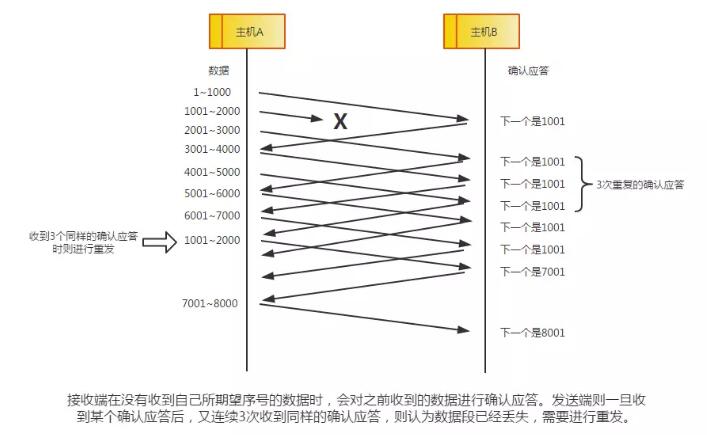 主机A
主机B
数据
确认应答
1~1000
1001~2000
X
下一个是1001
2001~3000
3001~4000
下一个是1001
4001~5000
下一个是1001
3次重复的确认应答
5001~6000
下一个是1001
6001~7000
下一个是1001
收到3个同样的确认应答
时则进行重发
1001~2000
下一个是1001
下一个是7001
7001~8000
下一个是8001
接收端在没有收到自己所期望序号的数据时，会对之前收到的数据进行确认应答。发送端则一旦收
到某个确认应答后，又连续3次收到同样的确认应答，则认为数据段已经丢失，需要进行重发。